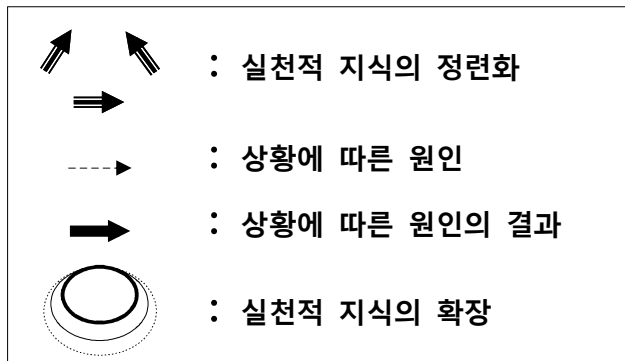 : 실천적 지식의 정련화
: 상황에 따른 원인
: 상황에 따른 원인의 결과
: 실천적 지식의 확장